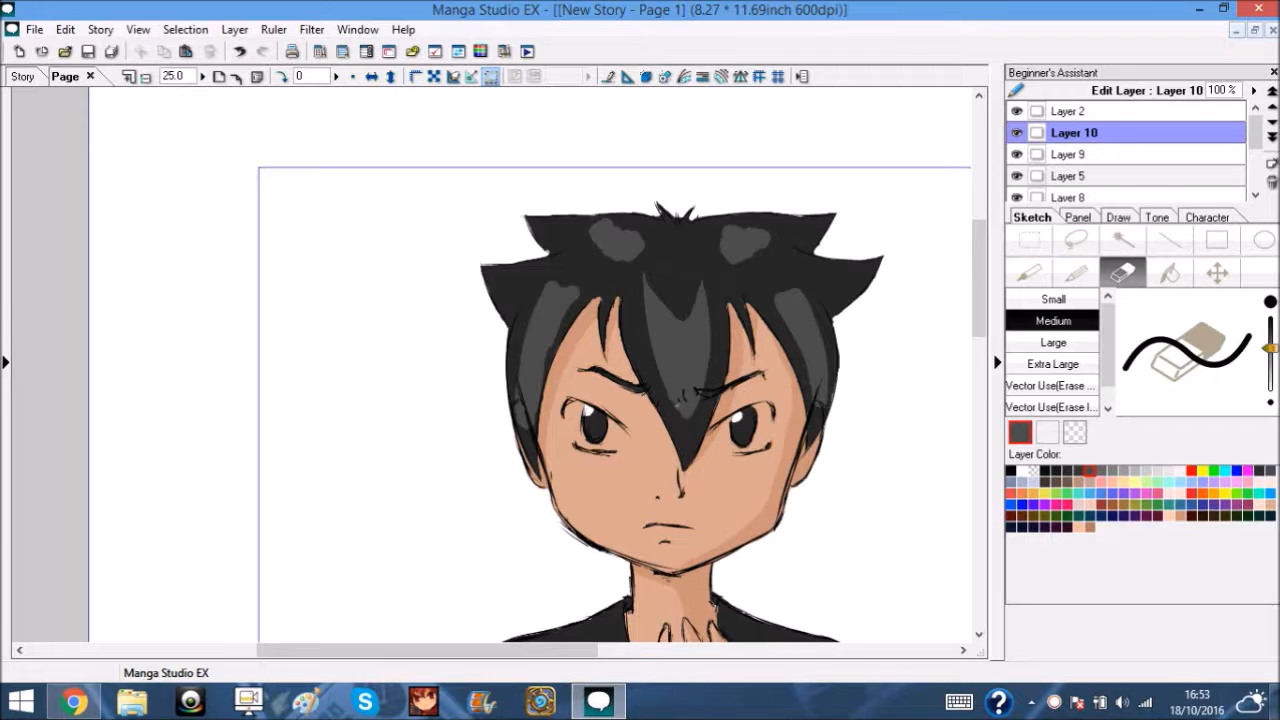 Manga Studio EX - [[New Story - Page 1] (8.27 * 11.69inch 600dpi)]
File Edit Story View Selection Layer Ruler Filter Window Help
Story Page 25.0 0
Beginner's Assistant
Edit Layer : Layer 10 100 %
Layer 2
Layer 10
Layer 9
Layer 5
Layer 8
Sketch Panel Draw Tone Character
Small
Medium
Large
Extra Large
Vector Use(Erase ...
Vector Use(Erase I...
Layer Color:
Manga Studio EX
16:53
18/10/2016